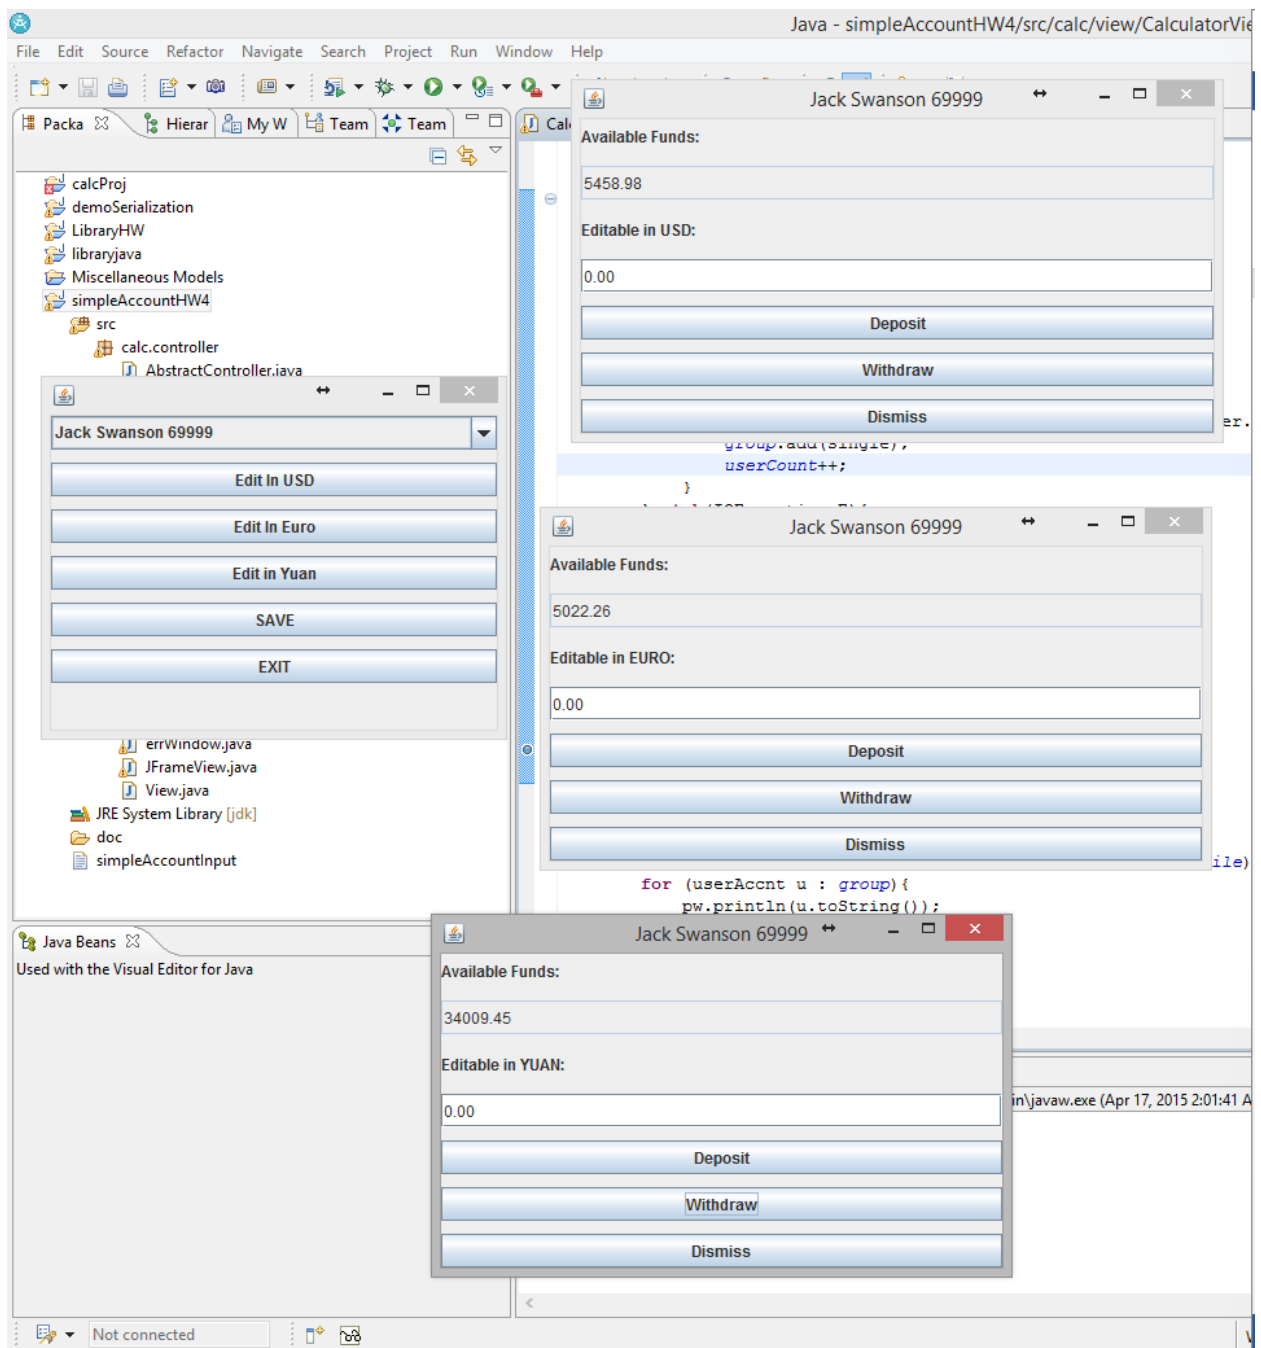 Java - simpleAccountHW4/src/calc/view/CalculatorVie
File Edit Source Refactor Navigate Search Project Run Window Help
Packa Hierar My W Team Team
calcProj
demoSerialization
LibraryHW
libraryjava
Miscellaneous Models
simpleAccountHW4
src
calc.controller
AbstractController.java
errWindow.java
JFrameView.java
View.java
JRE System Library [jdk]
doc
simpleAccountInput
Jack Swanson 69999
Edit In USD
Edit In Euro
Edit in Yuan
SAVE
EXIT
Jack Swanson 69999
Available Funds:
5458.98
Editable in USD:
0.00
Deposit
Withdraw
Dismiss
er.
group.add(single);
userCount++;
}
Jack Swanson 69999
Available Funds:
5022.26
Editable in EURO:
0.00
Deposit
Withdraw
Dismiss
ile)
for (userAccnt u : group){
pw.println(u.toString());
Java Beans
Used with the Visual Editor for Java
Jack Swanson 69999
Available Funds:
34009.45
Editable in YUAN:
0.00
Deposit
Withdraw
Dismiss
in\javaw.exe (Apr 17, 2015 2:01:41 A
Not connected